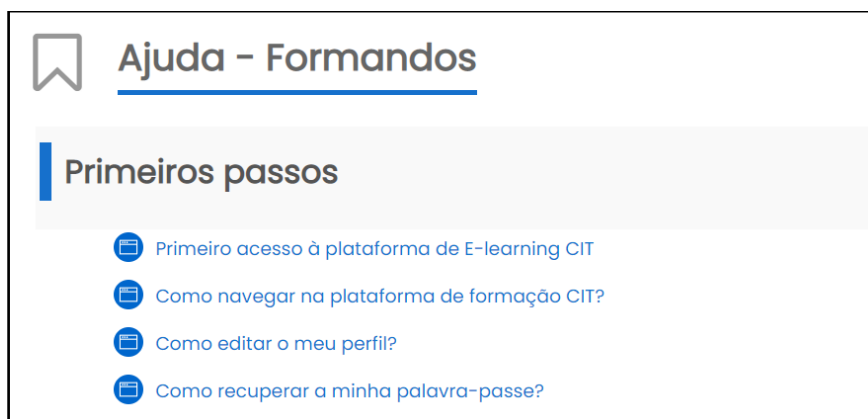 Ajuda - Formandos
Primeiros passos
Primeiro acesso à plataforma de E-learning CIT
Como navegar na plataforma de formação CIT?
Como editar o meu perfil?
Como recuperar a minha palavra-passe?